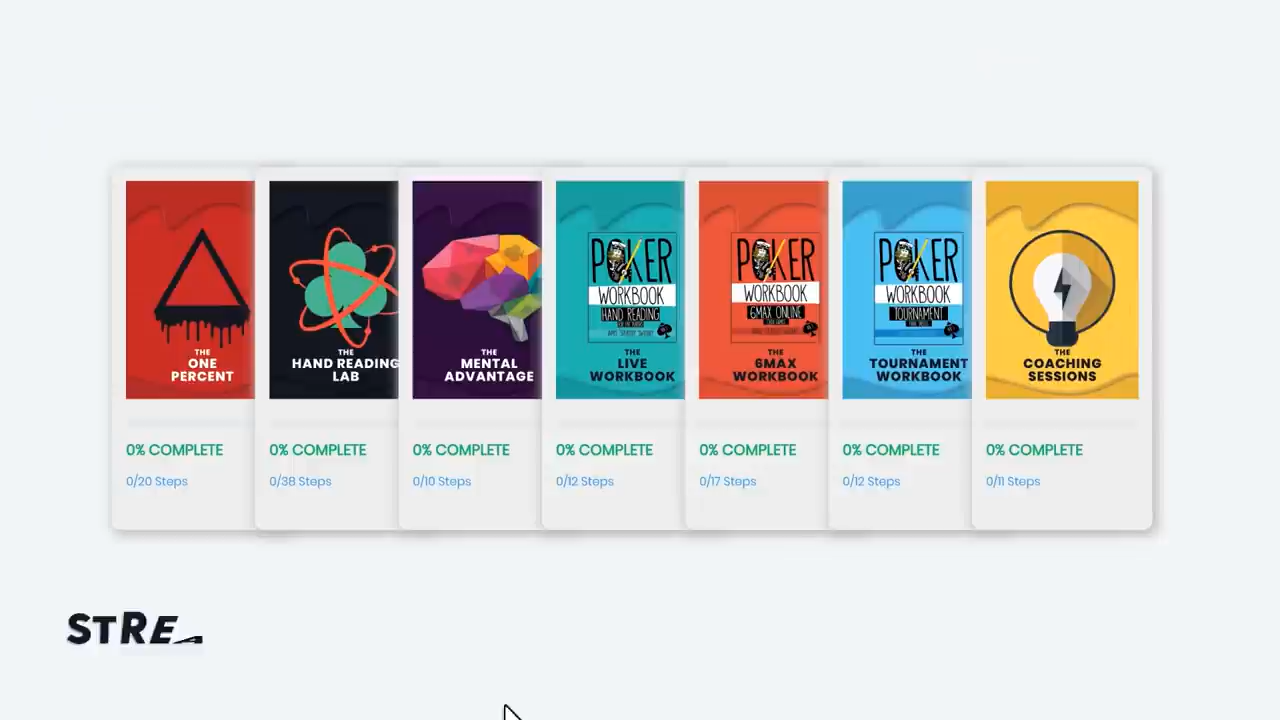 THE
ONE
PERCENT
0% COMPLETE
0/20 Steps
THE
HAND READING
LAB
0% COMPLETE
0/38 Steps
THE
MENTAL
ADVANTAGE
0% COMPLETE
0/10 Steps
POKER
WORKBOOK
HAND READING
THE
LIVE
WORKBOOK
0% COMPLETE
0/12 Steps
POKER
WORKBOOK
6MAX ONLINE
THE
6MAX
WORKBOOK
0% COMPLETE
0/17 Steps
POKER
WORKBOOK
TOURNAMENT
THE
TOURNAMENT
WORKBOOK
0% COMPLETE
0/12 Steps
THE
COACHING
SESSIONS
0% COMPLETE
0/11 Steps
STRE